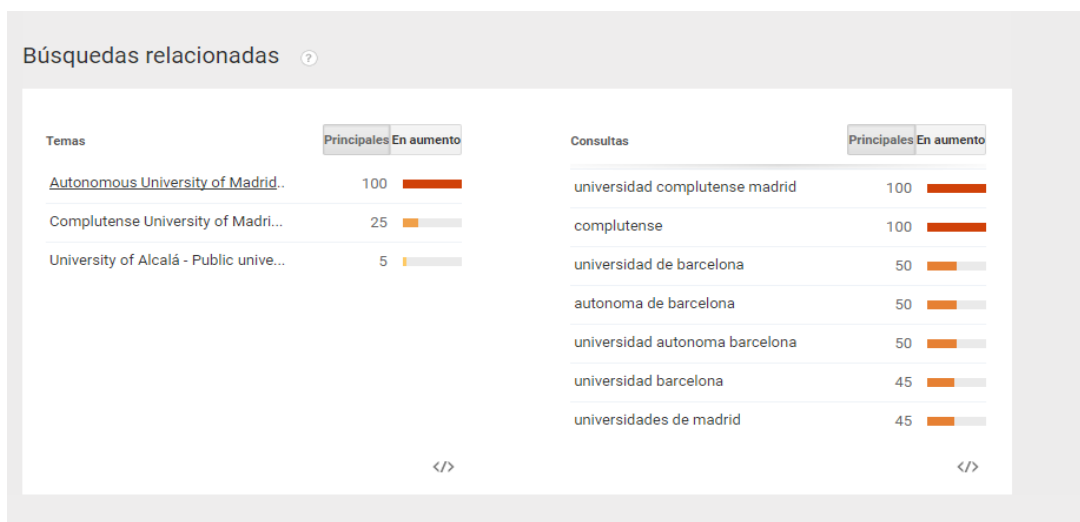 Búsquedas relacionadas ?
Temas
Principales En aumento
Autonomous University of Madrid.. 100
Complutense University of Madri... 25
University of Alcalá - Public unive... 5
</>
Consultas
Principales En aumento
universidad complutense madrid 100
complutense 100
universidad de barcelona 50
autonoma de barcelona 50
universidad autonoma barcelona 50
universidad barcelona 45
universidades de madrid 45
</>